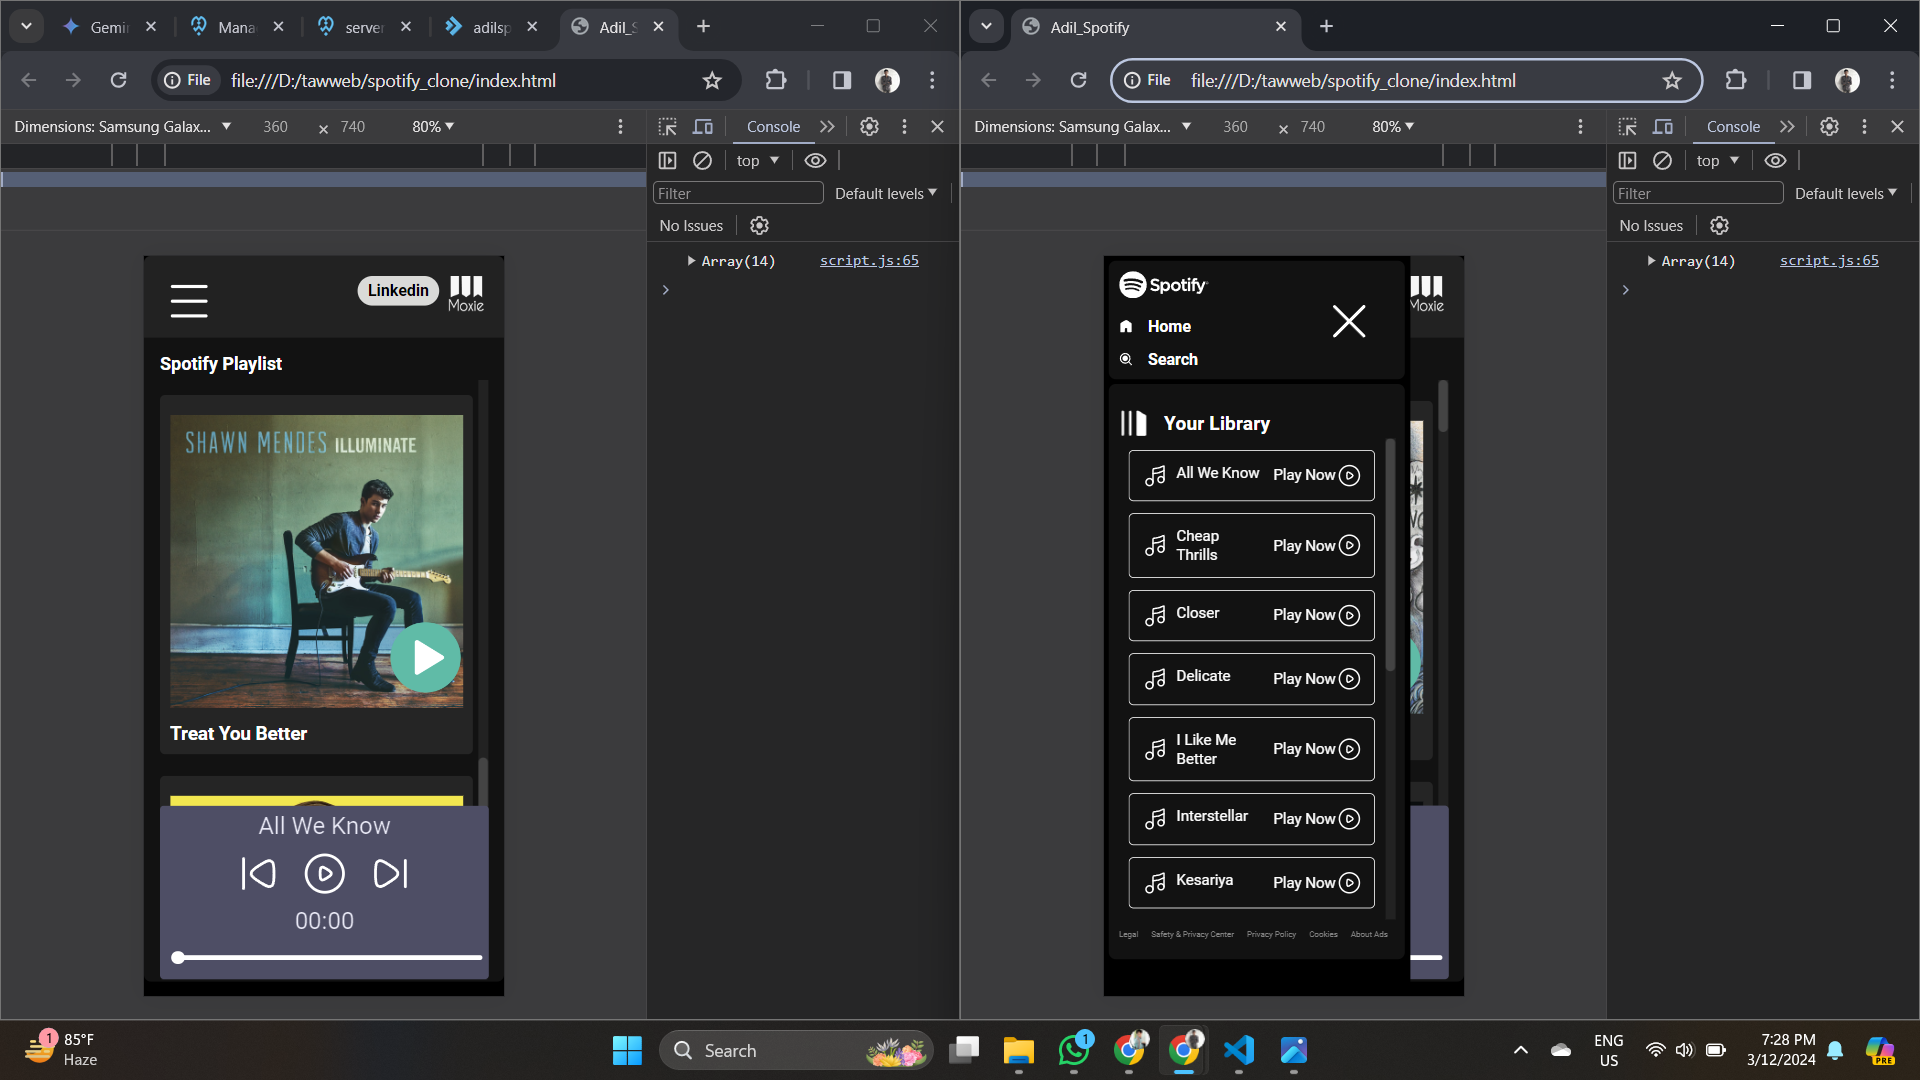 Gemi
Mana
server
adilsp
Adil_S
File
file:///D:/tawweb/spotify_clone/index.html
Dimensions: Samsung Galax...
360 × 740
80%
Console
top
Filter
Default levels
No Issues
Array(14)
script.js:65
Linkedin
Moxie
Spotify Playlist
SHAWN MENDES ILLUMINATE
Treat You Better
All We Know
00:00
Adil_Spotify
File
file:///D:/tawweb/spotify_clone/index.html
Dimensions: Samsung Galax...
360 × 740
80%
Console
top
Filter
Default levels
No Issues
Array(14)
script.js:65
Spotify
Moxie
Home
Search
Your Library
All We Know Play Now
Cheap
Thrills
Play Now
Closer Play Now
Delicate Play Now
I Like Me
Better
Play Now
Interstellar Play Now
Kesariya Play Now
Legal Safety & Privacy Center Privacy Policy Cookies About Ads
1
85°F
Haze
Search
1
ENG
US
7:28 PM
3/12/2024
PRE